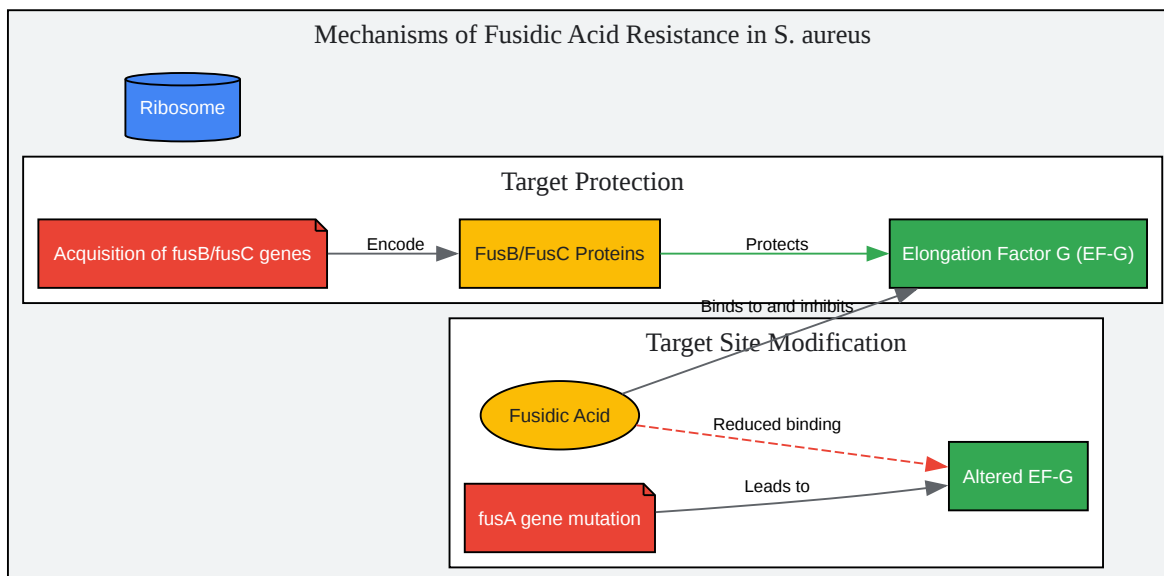 Mechanisms of Fusidic Acid Resistance in S. aureus
Ribosome
Target Protection
Acquisition of fusB/fusC genes
Encode
FusB/FusC Proteins
Protects
Elongation Factor G (EF-G)
Binds to and inhibits
Target Site Modification
Fusidic Acid
Reduced binding
Altered EF-G
Leads to
fusA gene mutation